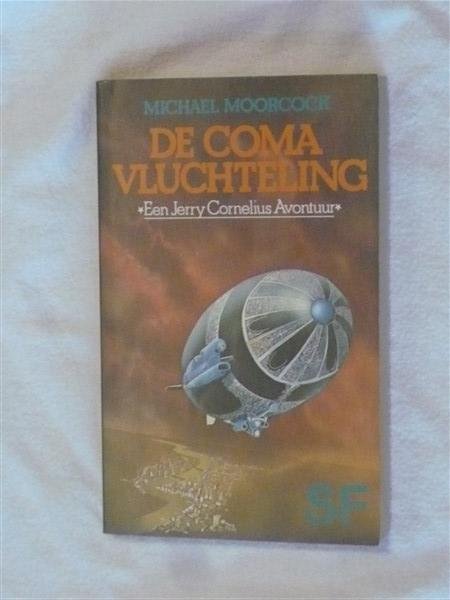 MICHAEL MOORCOCK
DE COMA
VLUCHTELING
*Een Jerry Cornelius Avontuur*
SF